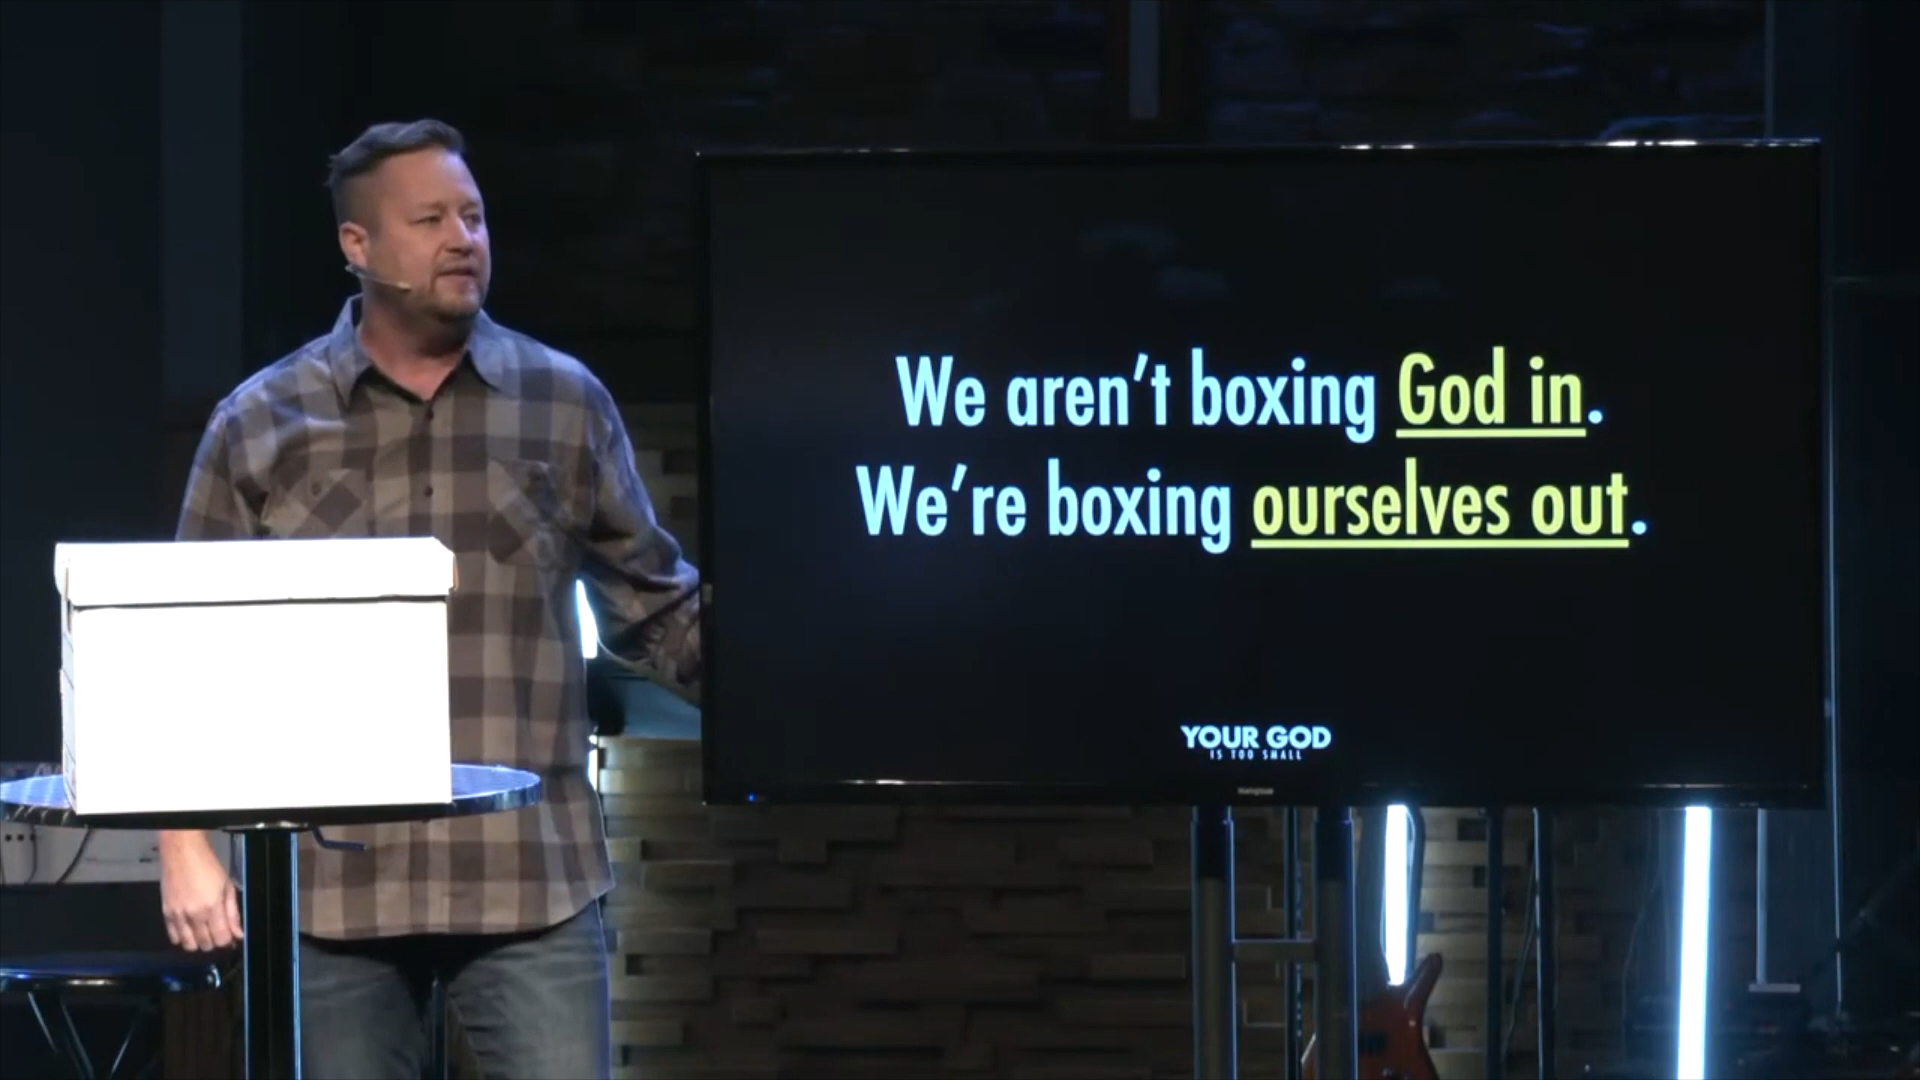 We aren't boxing God in.
We're boxing ourselves out.
YOUR GOD
IS TOO SMALL